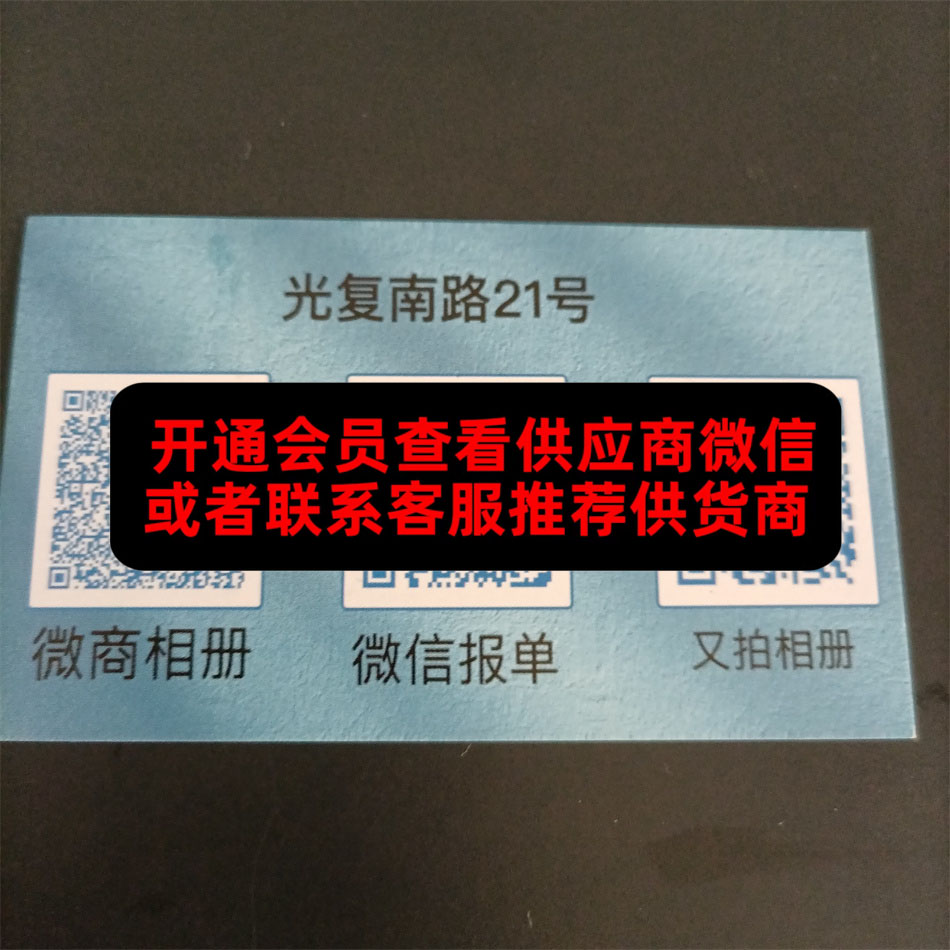 光复南路21号
开通会员查看供应商微信
或者联系客服推荐供货商
微商相册
微信报单
又拍相册